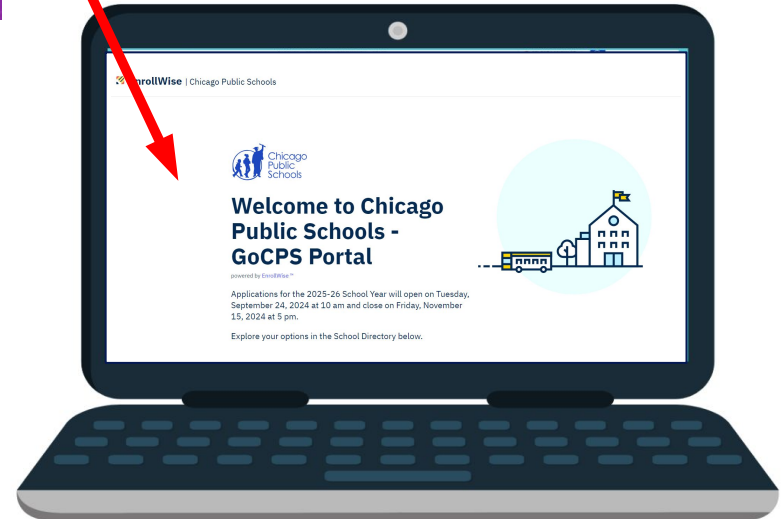 EnrollWise | Chicago Public Schools
Chicago
Public
Schools
Welcome to Chicago
Public Schools -
GoCPS Portal
powered by EnrollWise™
Applications for the 2025-26 School Year will open on Tuesday,
September 24, 2024 at 10 am and close on Friday, November
15, 2024 at 5 pm.
Explore your options in the School Directory below.